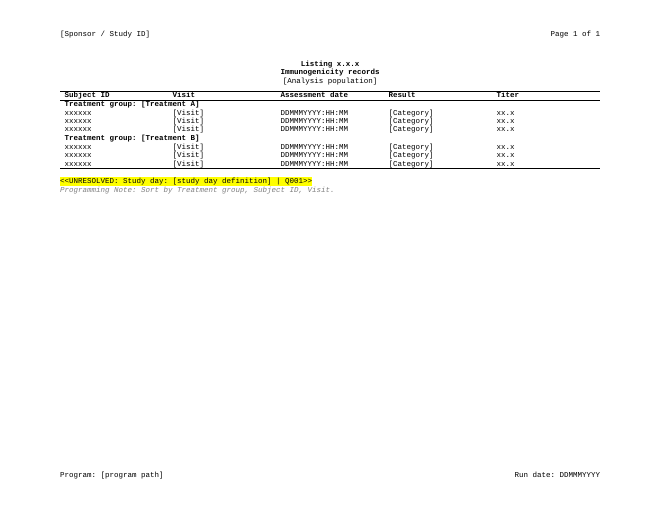 [Sponsor / Study ID] Page 1 of 1
Listing x.x.x
Immunogenicity records
[Analysis population]
Subject ID Visit Assessment date Result Titer
Treatment group: [Treatment A]
xxxxxx [Visit] DDMMMYYYY:HH:MM [Category] xx.x
xxxxxx [Visit] DDMMMYYYY:HH:MM [Category] xx.x
xxxxxx [Visit] DDMMMYYYY:HH:MM [Category] xx.x
Treatment group: [Treatment B]
xxxxxx [Visit] DDMMMYYYY:HH:MM [Category] xx.x
xxxxxx [Visit] DDMMMYYYY:HH:MM [Category] xx.x
xxxxxx [Visit] DDMMMYYYY:HH:MM [Category] xx.x
<<UNRESOLVED: Study day: [study day definition] | Q001>>
Programming Note: Sort by Treatment group, Subject ID, Visit.
Program: [program path] Run date: DDMMMYYYY